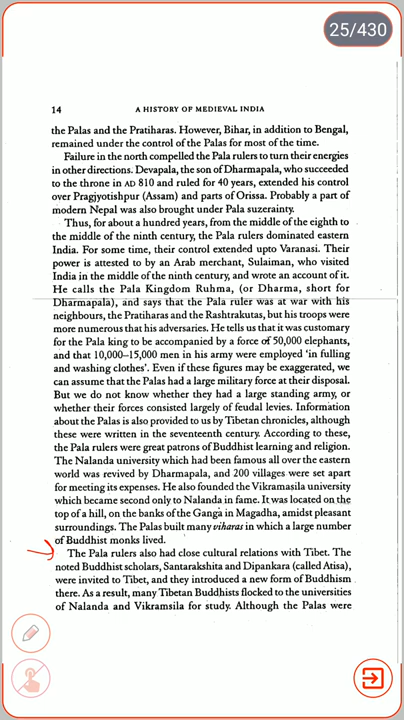 25/430
14 A HISTORY OF MEDIEVAL INDIA
the Palas and the Pratiharas. However, Bihar, in addition to Bengal,
remained under the control of the Palas for most of the time.
Failure in the north compelled the Pala rulers to turn their energies
in other directions. Devapala, the son of Dharmapala, who succeeded
to the throne in AD 810 and ruled for 40 years, extended his control
over Pragjyotishpur (Assam) and parts of Orissa. Probably a part of
modern Nepal was also brought under Pala suzerainty.
Thus, for about a hundred years, from the middle of the eighth to
the middle of the ninth century, the Pala rulers dominated eastern
India. For some time, their control extended upto Varanasi. Their
power is attested to by an Arab merchant, Sulaiman, who visited
India in the middle of the ninth century, and wrote an account of it.
He calls the Pala Kingdom Ruhma, (or Dharma, short for
Dharmapala), and says that the Pala ruler was at war with his
neighbours, the Pratiharas and the Rashtrakutas, but his troops were
more numerous that his adversaries. He tells us that it was customary
for the Pala king to be accompanied by a force of 50,000 elephants,
and that 10,000–15,000 men in his army were employed 'in fulling
and washing clothes'. Even if these figures may be exaggerated, we
can assume that the Palas had a large military force at their disposal.
But we do not know whether they had a large standing army, or
whether their forces consisted largely of feudal levies. Information
about the Palas is also provided to us by Tibetan chronicles, although
these were written in the seventeenth century. According to these,
the Pala rulers were great patrons of Buddhist learning and religion.
The Nalanda university which had been famous all over the eastern
world was revived by Dharmapala, and 200 villages were set apart
for meeting its expenses. He also founded the Vikramasila university
which became second only to Nalanda in fame. It was located on the
top of a hill, on the banks of the Ganga in Magadha, amidst pleasant
surroundings. The Palas built many viharas in which a large number
of Buddhist monks lived.
The Pala rulers also had close cultural relations with Tibet. The
noted Buddhist scholars, Santarakshita and Dipankara (called Atisa),
were invited to Tibet, and they introduced a new form of Buddhism
there. As a result, many Tibetan Buddhists flocked to the universities
of Nalanda and Vikramsila for study. Although the Palas were